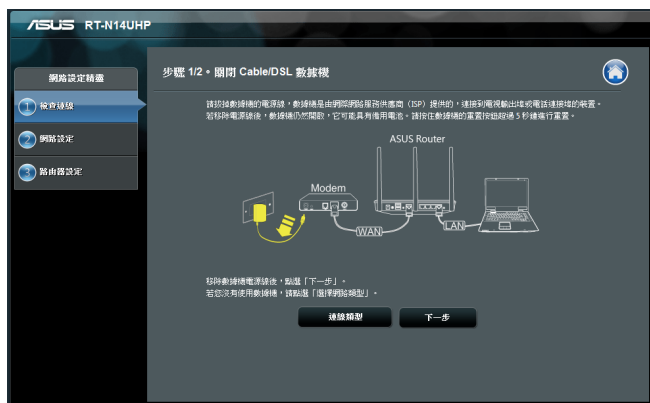 ASUS RT-N14UHP
網路設定精靈
1 檢查連線
2 網路設定
3 路由器設定
步驟 1/2。關閉 Cable/DSL 數據機
請拔掉數據機的電源線，數據機是由網際網路服務供應商（ISP）提供的，連接到電視輸出埠或電話連接埠的裝置。
若移除電源線後，數據機仍然開啟，它可能具有備用電池。請按住數據機的重置按鈕超過 5 秒鐘進行重置。
ASUS Router
Modem
WAN
LAN
移除數據機電源線後，點選「下一步」。
若您沒有使用數據機，請點選「選擇網路類型」。
連線類型
下一步